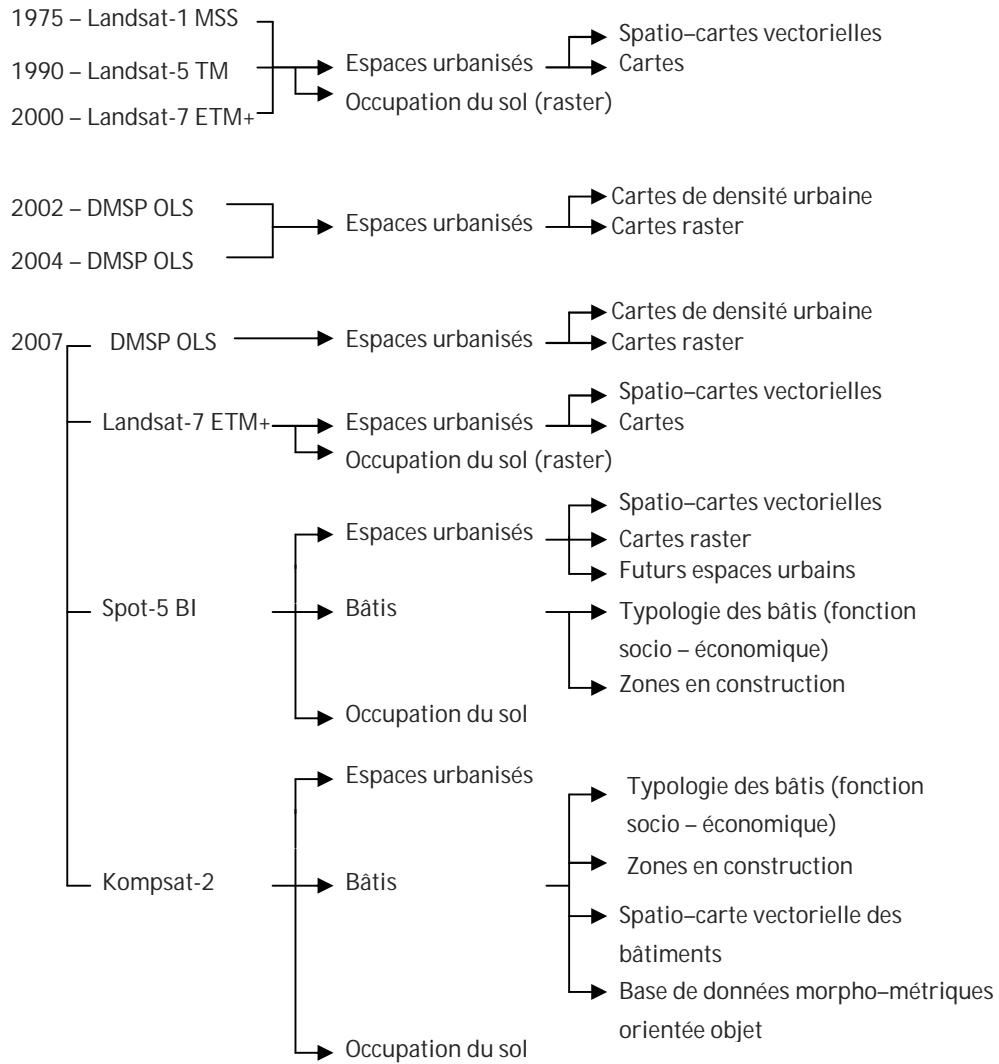 1975 – Landsat-1 MSS
1990 – Landsat-5 TM
2000 – Landsat-7 ETM+
Espaces urbanisés
Occupation du sol (raster)
Spatio–cartes vectorielles
Cartes
2002 – DMSP OLS
2004 – DMSP OLS
Espaces urbanisés
Cartes de densité urbaine
Cartes raster
2007
DMSP OLS
Espaces urbanisés
Cartes de densité urbaine
Cartes raster
Landsat-7 ETM+
Espaces urbanisés
Occupation du sol (raster)
Spatio–cartes vectorielles
Cartes
Spot-5 BI
Espaces urbanisés
Spatio–cartes vectorielles
Cartes raster
Futurs espaces urbains
Bâtis
Typologie des bâtis (fonction
socio – économique)
Zones en construction
Occupation du sol
Kompsat-2
Espaces urbanisés
Bâtis
Typologie des bâtis (fonction
socio – économique)
Zones en construction
Spatio–carte vectorielle des
bâtiments
Base de données morpho–métriques
orientée objet
Occupation du sol